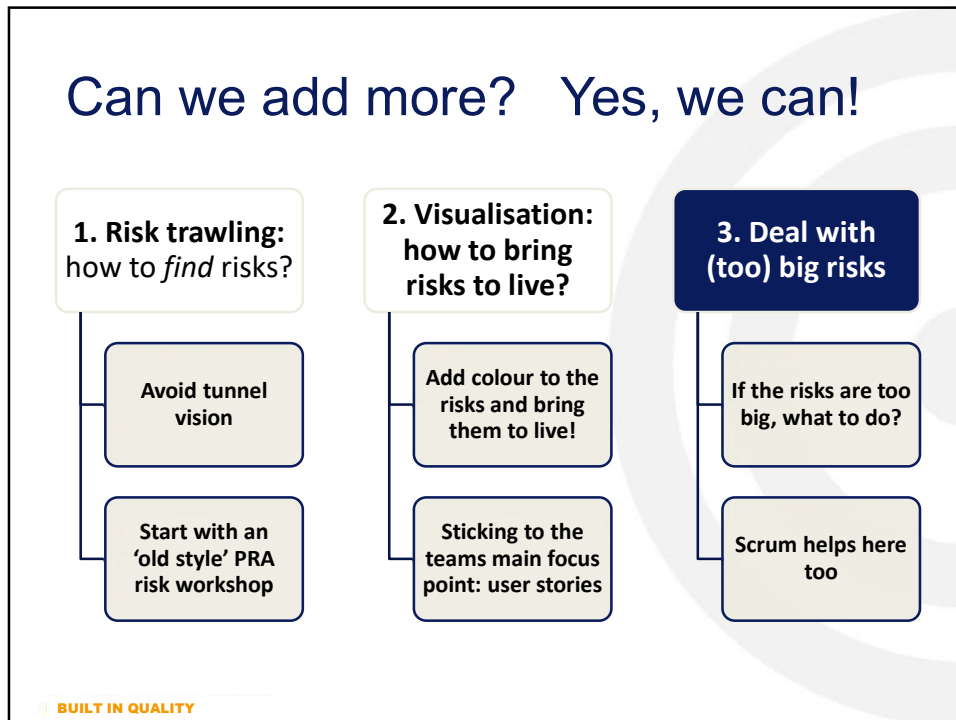 Can we add more? Yes, we can!
1. Risk trawling:
how to find risks?
Avoid tunnel
vision
Start with an
‘old style’ PRA
risk workshop
2. Visualisation:
how to bring
risks to live?
Add colour to the
risks and bring
them to live!
Sticking to the
teams main focus
point: user stories
3. Deal with
(too) big risks
If the risks are too
big, what to do?
Scrum helps here
too
BUILT IN QUALITY